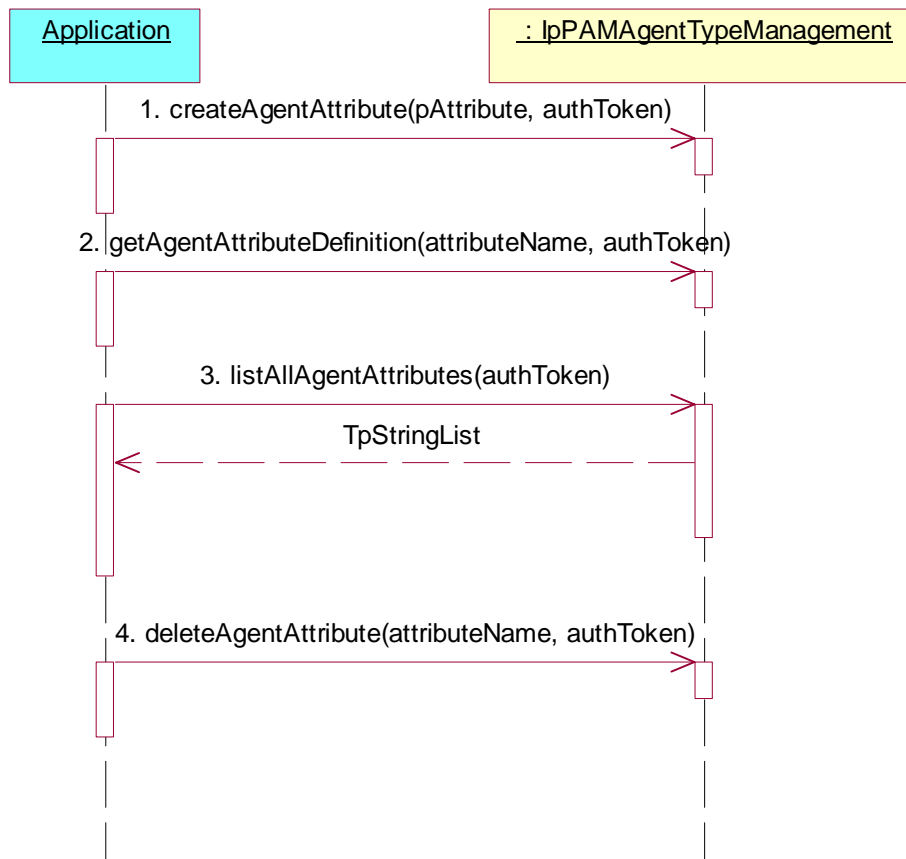 Application
: IpPAMAgentTypeManagement
1. createAgentAttribute(pAttribute, authToken)
2. getAgentAttributeDefinition(attributeName, authToken)
3. listAllAgentAttributes(authToken)
TpStringList
4. deleteAgentAttribute(attributeName, authToken)